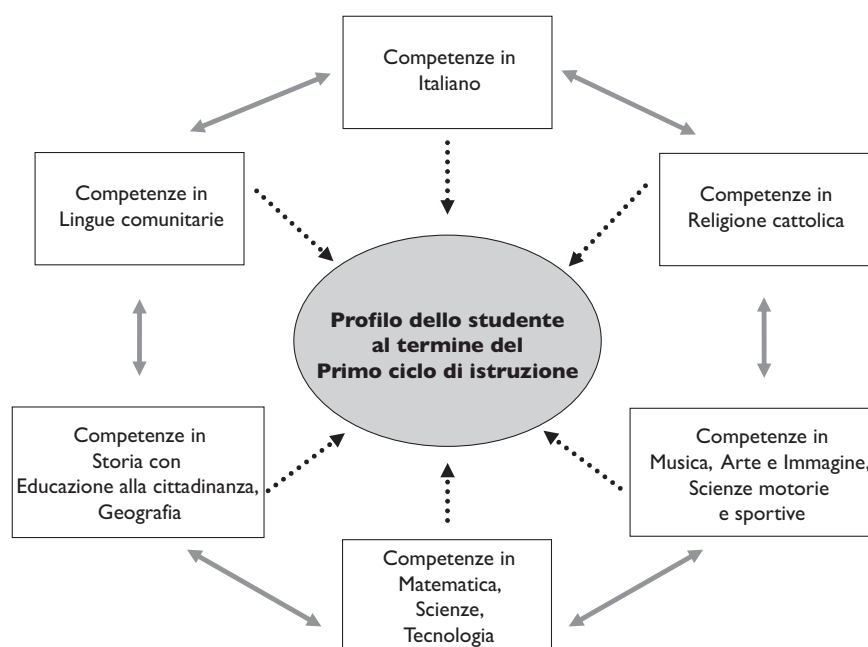 Competenze in
Italiano
Competenze in
Lingue comunitarie
Competenze in
Religione cattolica
Profilo dello studente
al termine del
Primo ciclo di istruzione
Competenze in
Storia con
Educazione alla cittadinanza,
Geografia
Competenze in
Musica, Arte e Immagine,
Scienze motorie
e sportive
Competenze in
Matematica,
Scienze,
Tecnologia